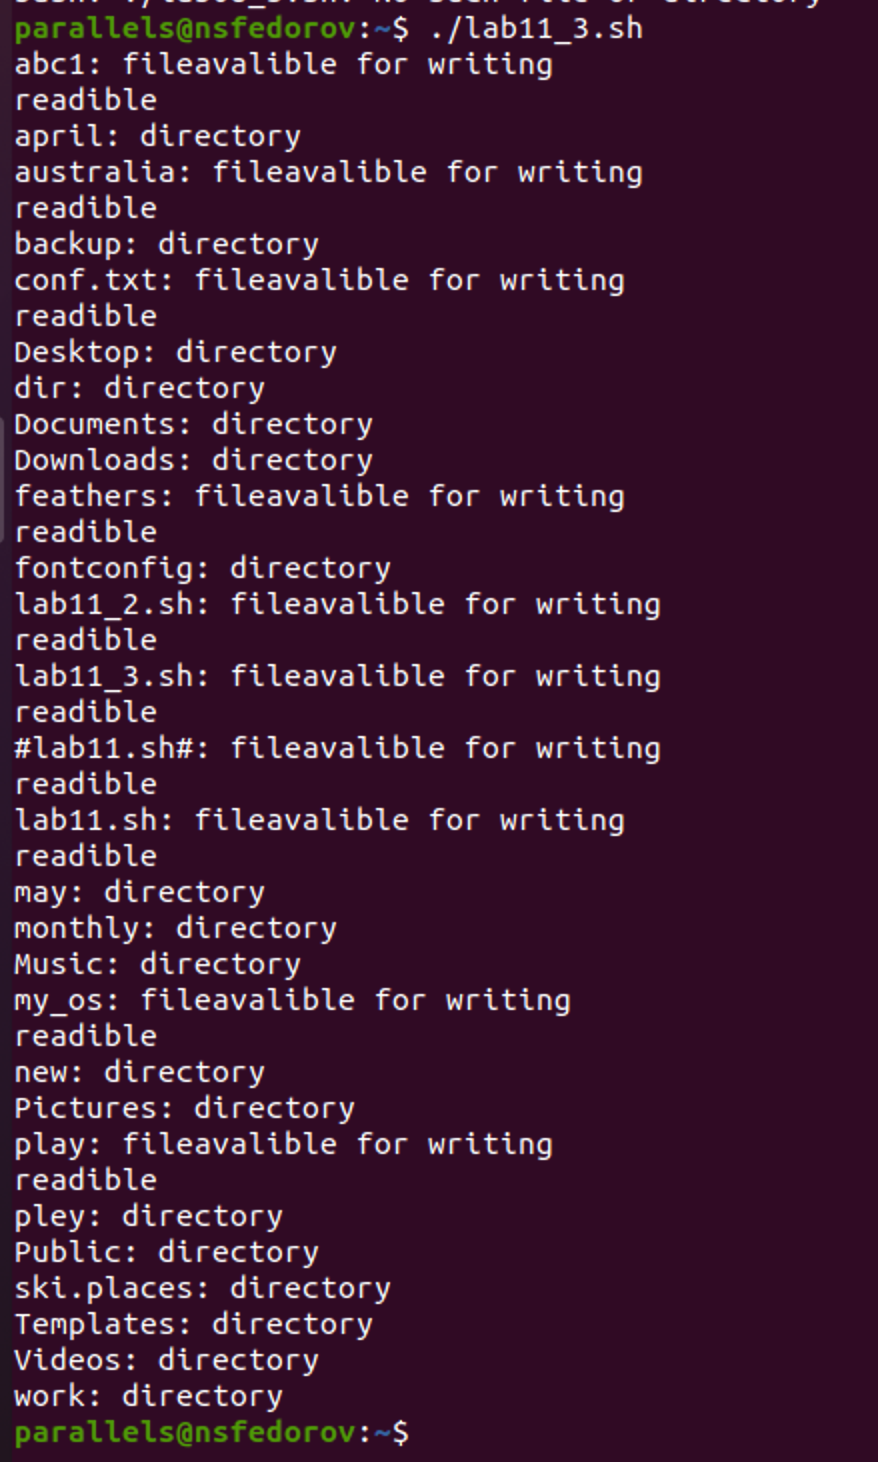 parallels@nsfedorov:~$ ./lab11_3.sh
abc1: fileavalible for writing
readible
april: directory
australia: fileavalible for writing
readible
backup: directory
conf.txt: fileavalible for writing
readible
Desktop: directory
dir: directory
Documents: directory
Downloads: directory
feathers: fileavalible for writing
readible
fontconfig: directory
lab11_2.sh: fileavalible for writing
readible
lab11_3.sh: fileavalible for writing
readible
#lab11.sh#: fileavalible for writing
readible
lab11.sh: fileavalible for writing
readible
may: directory
monthly: directory
Music: directory
my_os: fileavalible for writing
readible
new: directory
Pictures: directory
play: fileavalible for writing
readible
pley: directory
Public: directory
ski.places: directory
Templates: directory
Videos: directory
work: directory
parallels@nsfedorov:~$